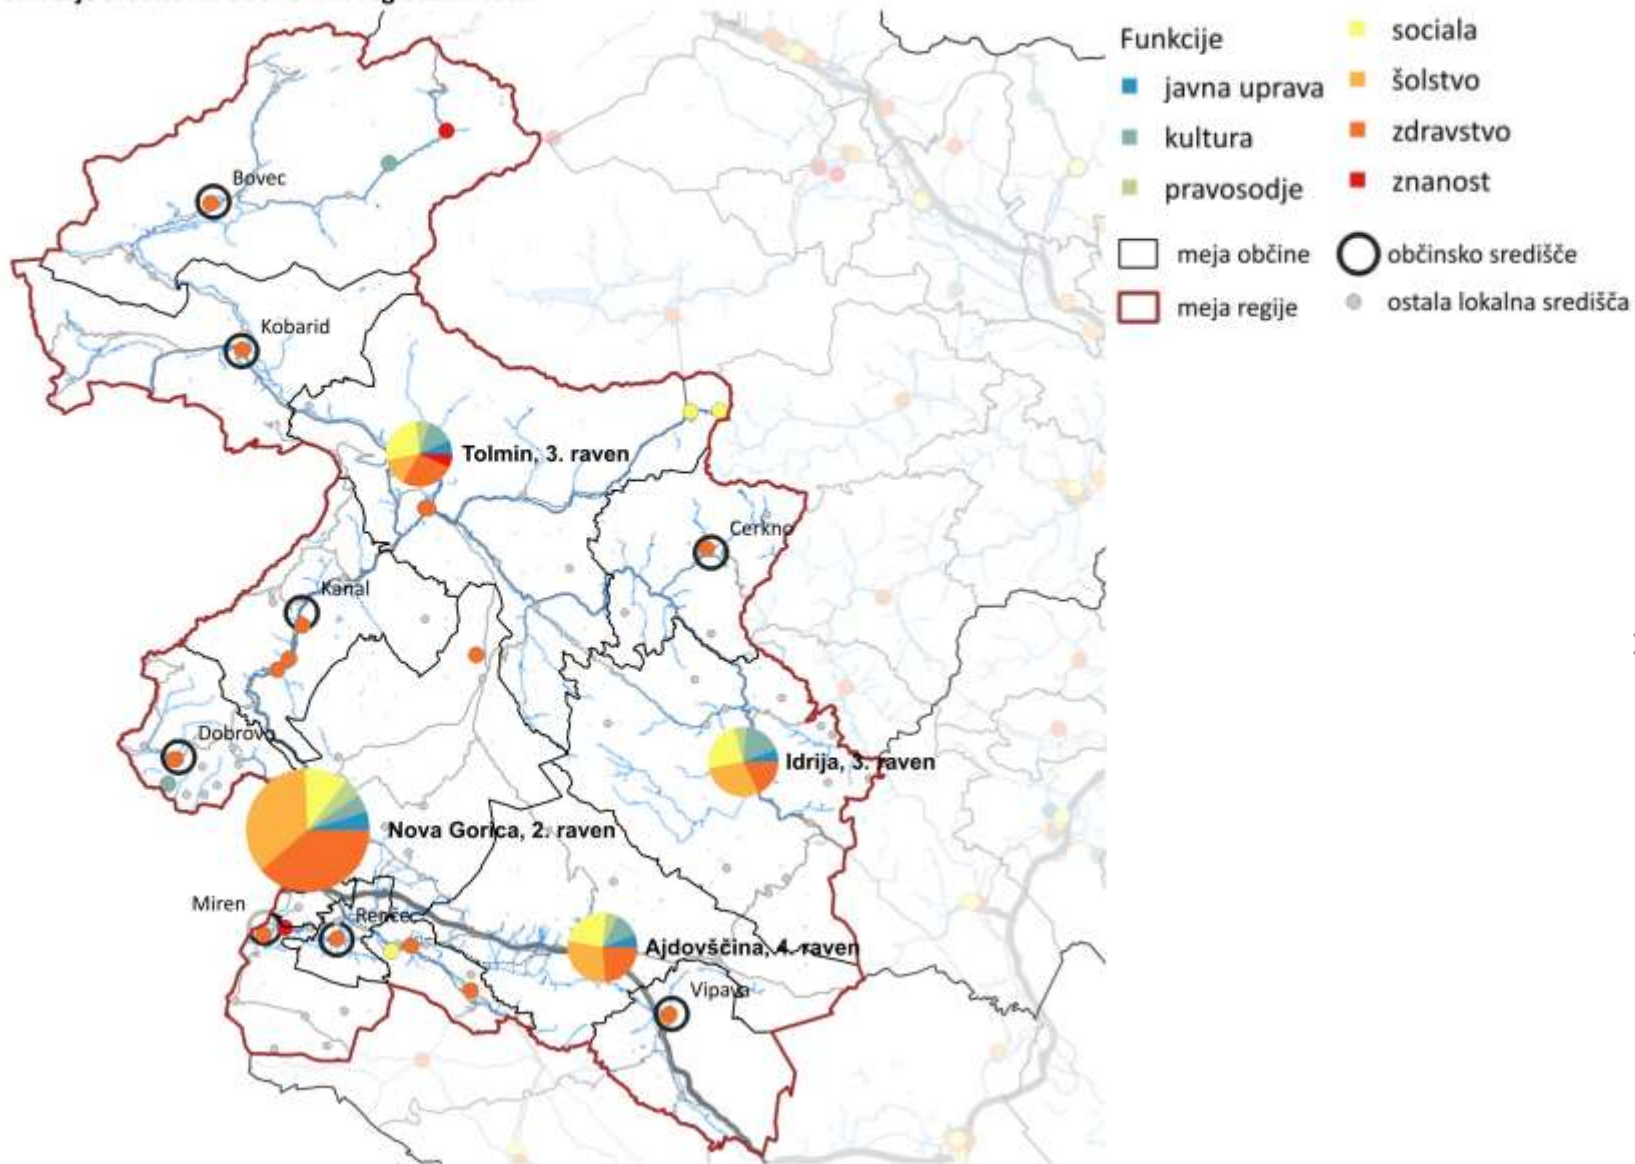 Funkcije
javna uprava
kultura
pravosodje
sociala
šolstvo
zdravstvo
znanost
meja občine
meja regije
občinsko središče
ostala lokalna središča
Bovec
Kobarid
Tolmin, 3. raven
Cerkno
Kanal
Dobrovo
Idrija, 3. raven
Nova Gorica, 2. raven
Miren
Renče
Ajdovščina, 4. raven
Vipava